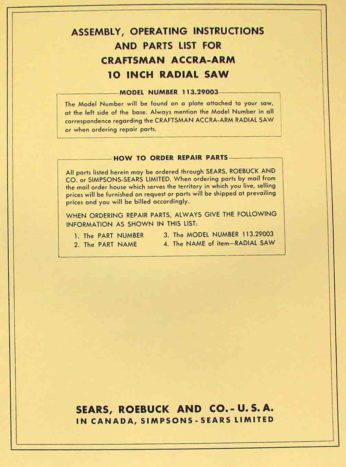 ASSEMBLY, OPERATING INSTRUCTIONS
AND PARTS LIST FOR
CRAFTSMAN ACCRA-ARM
10 INCH RADIAL SAW
MODEL NUMBER 113.29003
The Model Number will be found on a plate attached to your saw,
at the left side of the base. Always mention the Model Number in all
correspondence regarding the CRAFTSMAN ACCRA-ARM RADIAL SAW
or when ordering repair parts.
HOW TO ORDER REPAIR PARTS
All parts listed herein may be ordered through SEARS, ROEBUCK AND
CO. or SIMPSONS-SEARS LIMITED. When ordering parts by mail from
the mail order house which serves the territory in which you live, selling
prices will be furnished on request or parts will be shipped at prevailing
prices and you will be billed accordingly.
WHEN ORDERING REPAIR PARTS, ALWAYS GIVE THE FOLLOWING
INFORMATION AS SHOWN IN THIS LIST:
1. The PART NUMBER
2. The PART NAME
3. The MODEL NUMBER 113.29003
4. The NAME of item—RADIAL SAW
SEARS, ROEBUCK AND CO.-U.S.A.
IN CANADA, SIMPSONS-SEARS LIMITED